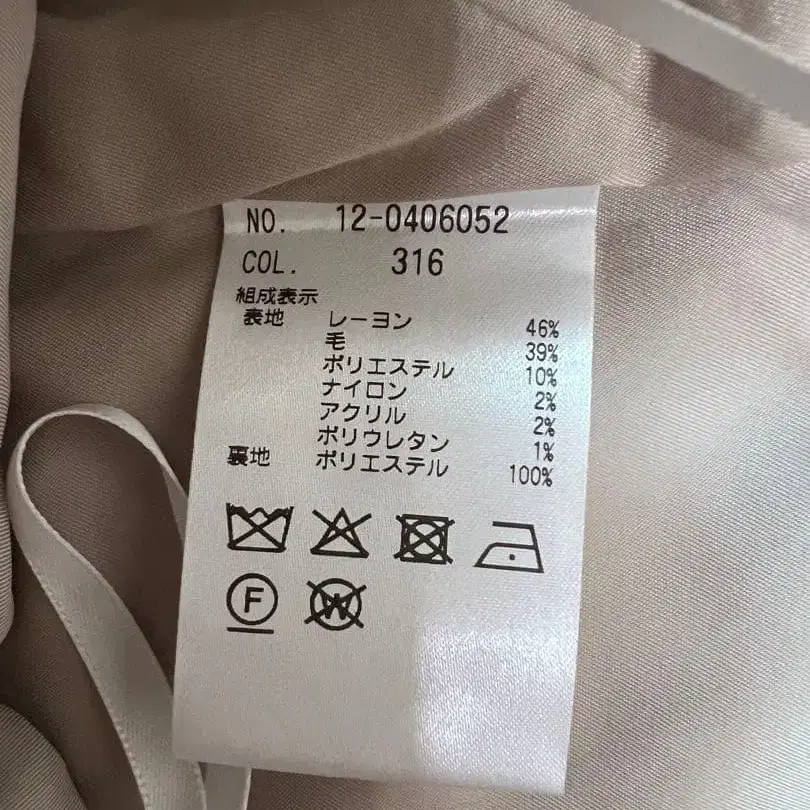 NO. 12-0406052
COL. 316
組成表示
表地 レーヨン 46%
毛 39%
ポリエステル 10%
ナイロン 2%
アクリル 2%
ポリウレタン 1%
裏地 ポリエステル 100%
F W